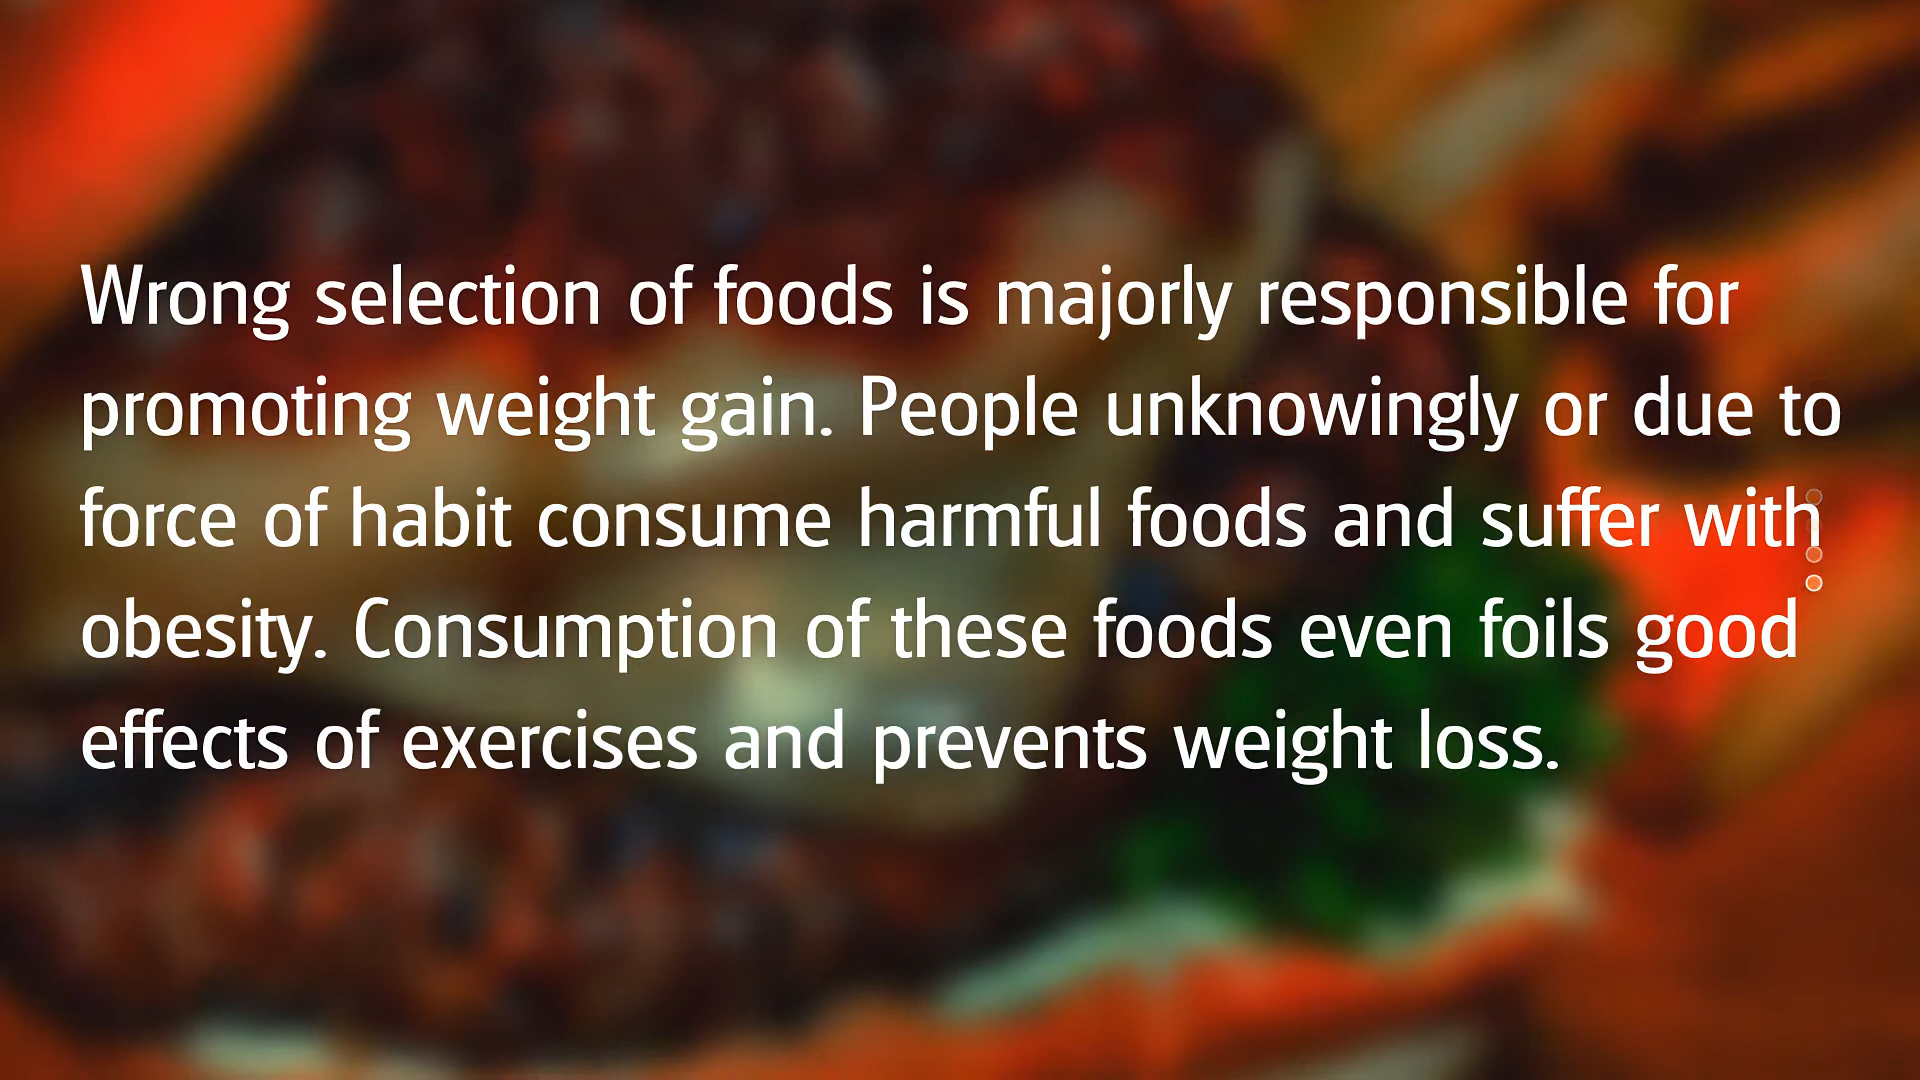 Wrong selection of foods is majorly responsible for
promoting weight gain. People unknowingly or due to
force of habit consume harmful foods and suffer with
obesity. Consumption of these foods even foils good
effects of exercises and prevents weight loss.